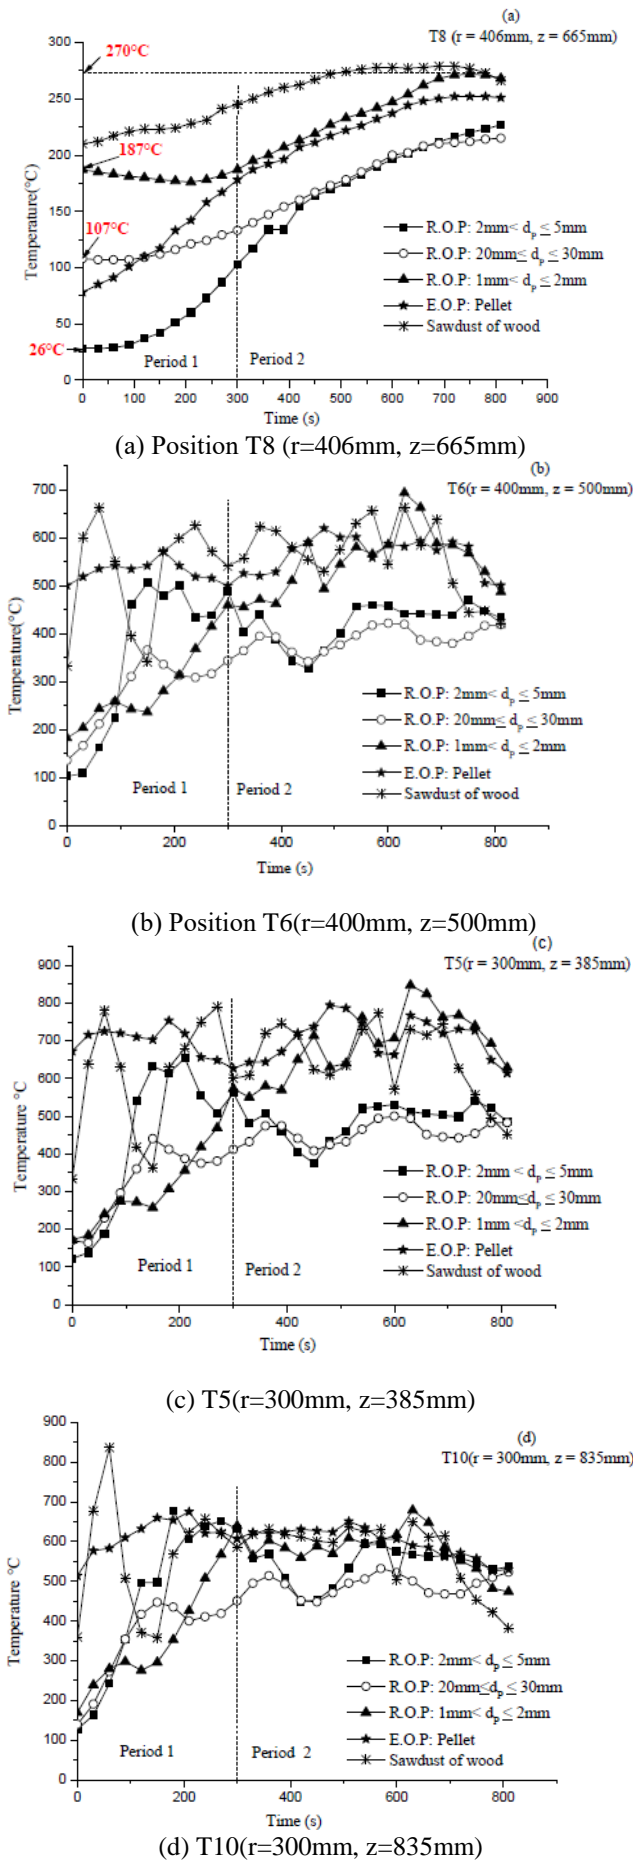 (a)
T8 (r = 406mm, z = 665mm)
300
270°C
250
200
187°C
150
107°C
100
50
26°C
0
Temperature(°C)
R.O.P: 2mm< dp ≤ 5mm
R.O.P: 20mm≤ dp ≤ 30mm
R.O.P: 1mm< dp ≤ 2mm
E.O.P: Pellet
Sawdust of wood
Period 1
Period 2
0 100 200 300 400 500 600 700 800 900
Time (s)
(a) Position T8 (r=406mm, z=665mm)
(b)
T6(r = 400mm, z = 500mm)
700
600
500
400
300
200
100
0
Temperature(°C)
R.O.P: 2mm< dp ≤ 5mm
R.O.P: 20mm≤ dp ≤ 30mm
R.O.P: 1mm< dp ≤ 2mm
E.O.P: Pellet
Sawdust of wood
Period 1
Period 2
0 200 400 600 800
Time (s)
(b) Position T6(r=400mm, z=500mm)
(c)
T5(r = 300mm, z = 385mm)
900
800
700
600
500
400
300
200
100
0
Temperature °C
R.O.P: 2mm < dp ≤ 5mm
R.O.P: 20mm≤dp ≤ 30mm
R.O.P: 1mm <dp ≤ 2mm
E.O.P: Pellet
Sawdust of wood
Period 1
Period 2
0 200 400 600 800
Time (s)
(c) T5(r=300mm, z=385mm)
(d)
T10(r = 300mm, z = 835mm)
900
800
700
600
500
400
300
200
100
0
Temperature °C
R.O.P: 2mm< dp ≤ 5mm
R.O.P: 20mm≤dp ≤ 30mm
R.O.P: 1mm< dp ≤ 2mm
E.O.P: Pellet
Sawdust of wood
Period 1
Period 2
0 200 400 600 800
Time (s)
(d) T10(r=300mm, z=835mm)